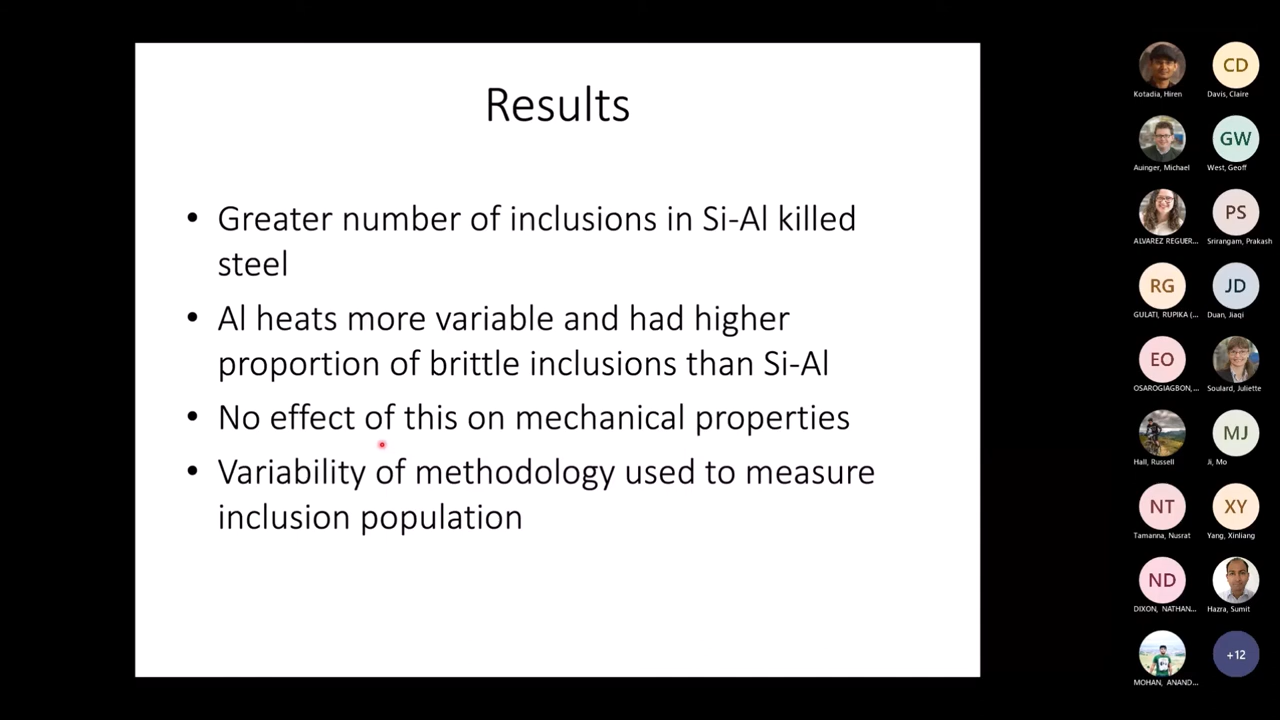 Results
• Greater number of inclusions in Si-Al killed
steel
• Al heats more variable and had higher
proportion of brittle inclusions than Si-Al
• No effect of this on mechanical properties
• Variability of methodology used to measure
inclusion population
Kotadia, Hiren
CD
Davis, Claire
Auinger, Michael
GW
West, Geoff
ALVAREZ REGUER...
PS
Srirangam, Prakash
RG
GULATI, RUPIKA (...
JD
Duan, Jiaqi
EO
OSAROGIAGBON,...
Soulard, Juliette
Hall, Russell
MJ
Ji, Mo
NT
Tamanna, Nusrat
XY
Yang, Xinliang
ND
DIXON, NATHAN...
Hazra, Sumit
MOHAN, ANAND...
+12